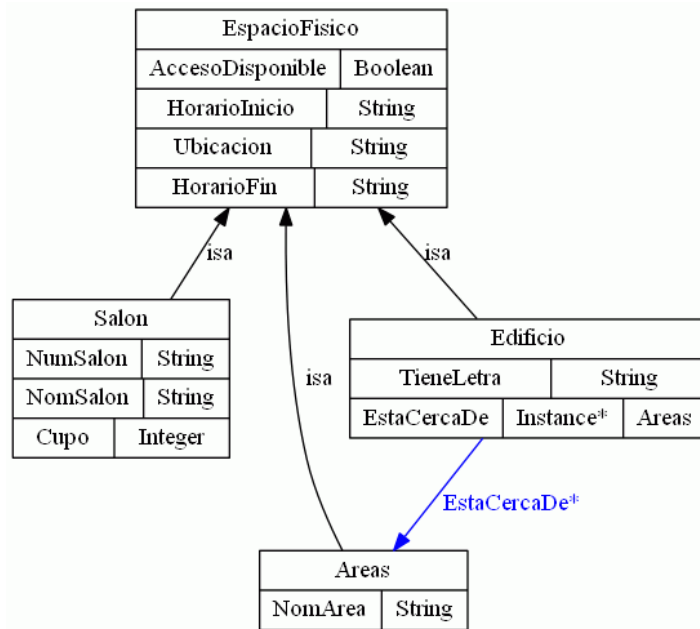 EspacioFisico
AccesoDisponible Boolean
HorarioInicio String
Ubicacion String
HorarioFin String
isa
isa
isa
Salon
NumSalon String
NomSalon String
Cupo Integer
Edificio
TieneLetra String
EstaCercaDe Instance* Areas
EstaCercaDe*
Areas
NomArea String